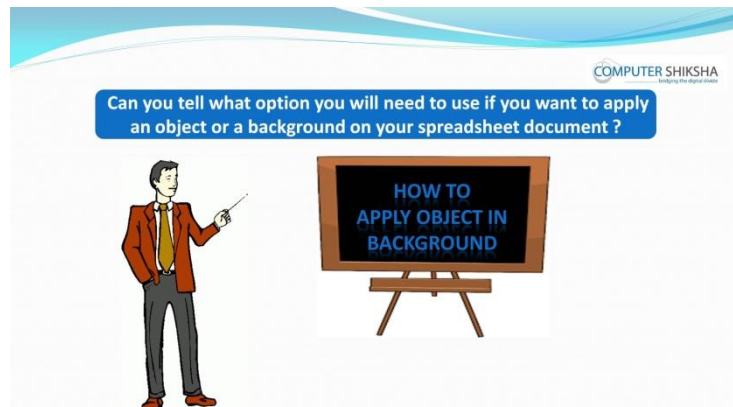 COMPUTER SHIKSHA
bridging the digital divide
Can you tell what option you will need to use if you want to apply
an object or a background on your spreadsheet document ?
HOW TO
APPLY OBJECT IN
BACKGROUND